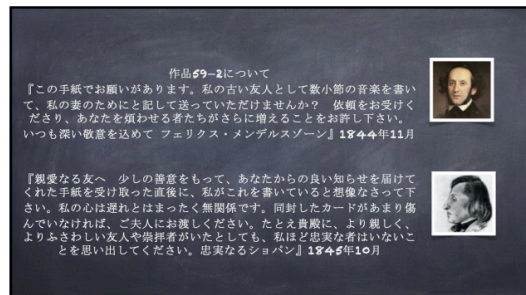 作品59-2について
『この手紙でお願いがあります。私の古い友人として数小節の音楽を書い
て、私の妻のためにと記して送っていただけませんか？ 依頼をお受けく
ださり、あなたを煩わせる者たちがさらに増えることをお許し下さい。
いつも深い敬意を込めて フェリクス・メンデルスゾーン』1844年11月
『親愛なる友へ 少しの善意をもって、あなたからの良い知らせを届けて
くれた手紙を受け取った直後に、私がこれを書いていると想像なさって下
さい。私の心は遅れとはまったく無関係です。同封したカードがあまり傷
んでいなければ、ご夫人にお渡しください。たとえ貴殿に、より親しく、
よりふさわしい友人や崇拝者がいたとしても、私ほど忠実な者はいないこ
とを思い出してください。忠実なるショパン』1845年10月